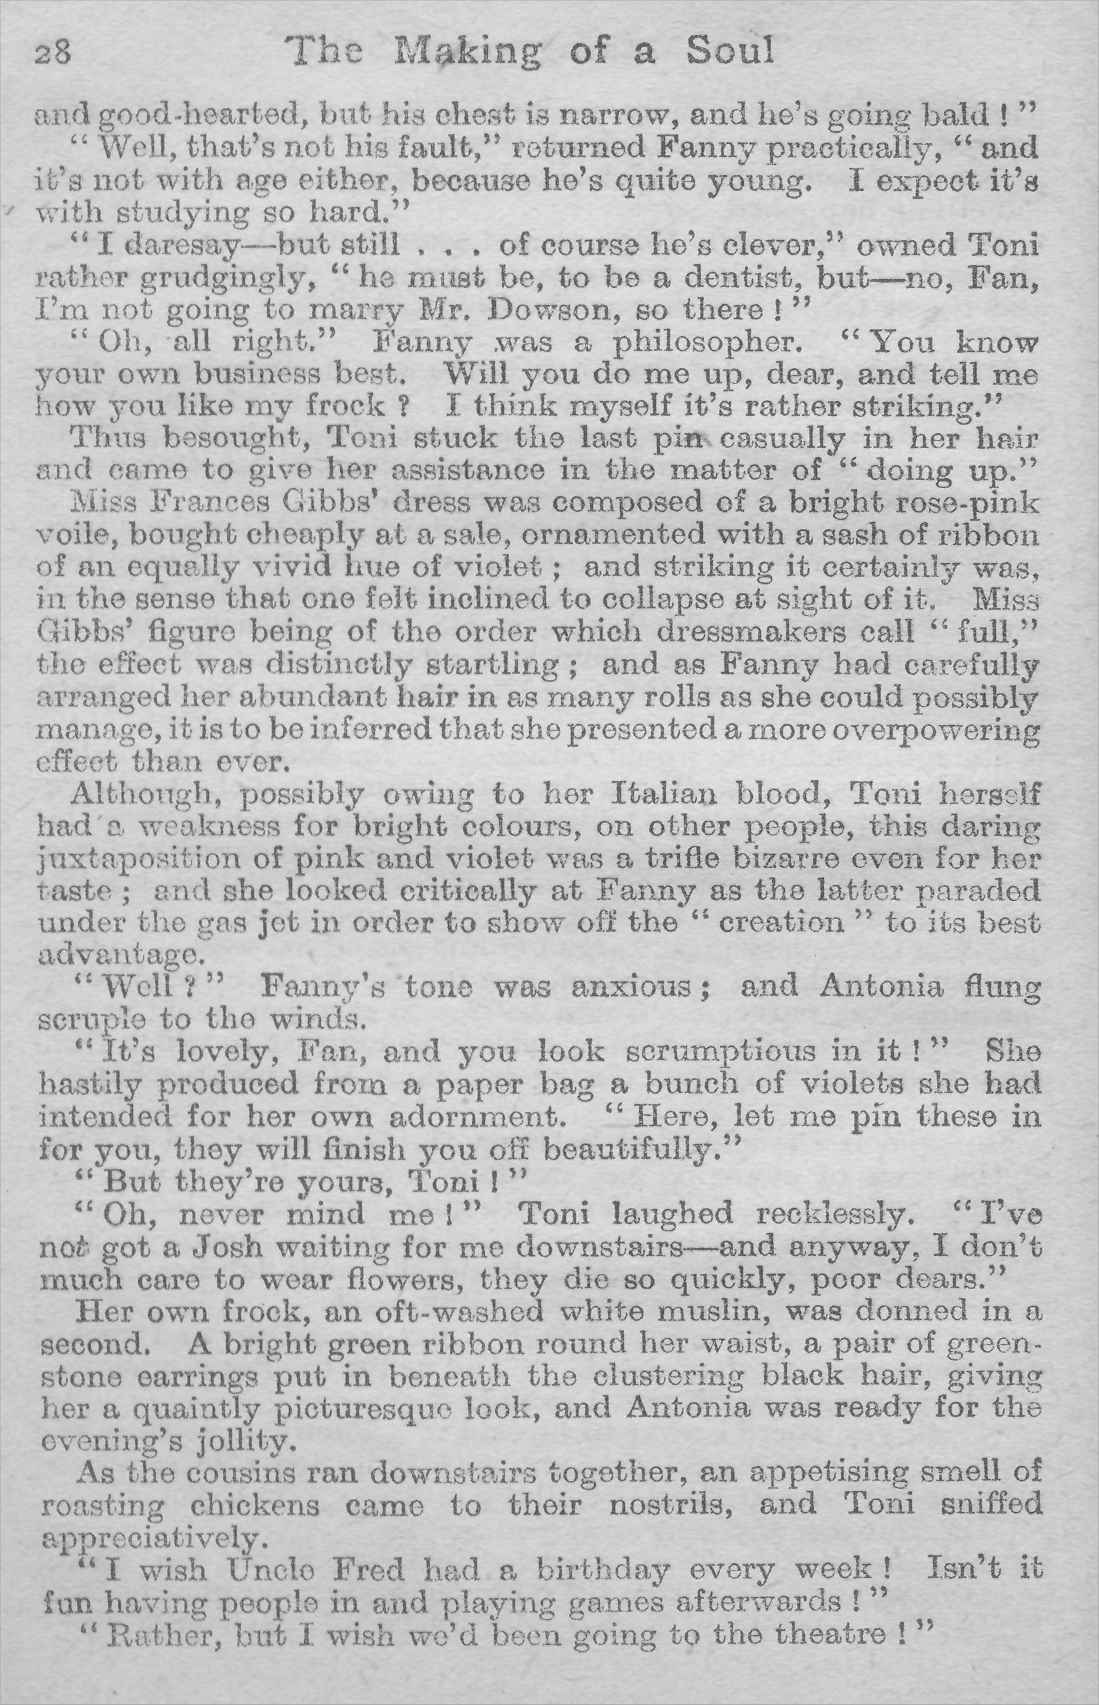 28 The Making of a Soul
and good-hearted, but his chest is narrow, and he's going bald ! "
" Well, that's not his fault," returned Fanny practically, " and
it's not with age either, because he's quite young. I expect it's
with studying so hard."
" I daresay—but still . . . of course he's clever," owned Toni
rather grudgingly, " he must be, to be a dentist, but—no, Fan,
I'm not going to marry Mr. Dowson, so there ! "
" Oh, all right." Fanny was a philosopher. " You know
your own business best. Will you do me up, dear, and tell me
how you like my frock ? I think myself it's rather striking."
Thus besought, Toni stuck the last pin casually in her hair
and came to give her assistance in the matter of " doing up."
Miss Frances Gibbs' dress was composed of a bright rose-pink
voile, bought cheaply at a sale, ornamented with a sash of ribbon
of an equally vivid hue of violet ; and striking it certainly was,
in the sense that one felt inclined to collapse at sight of it. Miss
Gibbs' figure being of the order which dressmakers call " full,"
the effect was distinctly startling ; and as Fanny had carefully
arranged her abundant hair in as many rolls as she could possibly
manage, it is to be inferred that she presented a more overpowering
effect than ever.
Although, possibly owing to her Italian blood, Toni herself
had a weakness for bright colours, on other people, this daring
juxtaposition of pink and violet was a trifle bizarre even for her
taste ; and she looked critically at Fanny as the latter paraded
under the gas jet in order to show off the " creation " to its best
advantage.
" Well ? " Fanny's tone was anxious ; and Antonia flung
scruple to the winds.
" It's lovely, Fan, and you look scrumptious in it ! " She
hastily produced from a paper bag a bunch of violets she had
intended for her own adornment. " Here, let me pin these in
for you, they will finish you off beautifully."
" But they're yours, Toni ! "
" Oh, never mind me ! " Toni laughed recklessly. " I've
not got a Josh waiting for me downstairs—and anyway, I don't
much care to wear flowers, they die so quickly, poor dears."
Her own frock, an oft-washed white muslin, was donned in a
second. A bright green ribbon round her waist, a pair of green-
stone earrings put in beneath the clustering black hair, giving
her a quaintly picturesque look, and Antonia was ready for the
evening's jollity.
As the cousins ran downstairs together, an appetising smell of
roasting chickens came to their nostrils, and Toni sniffed
appreciatively.
" I wish Uncle Fred had a birthday every week ! Isn't it
fun having people in and playing games afterwards ! "
" Rather, but I wish we'd been going to the theatre ! "